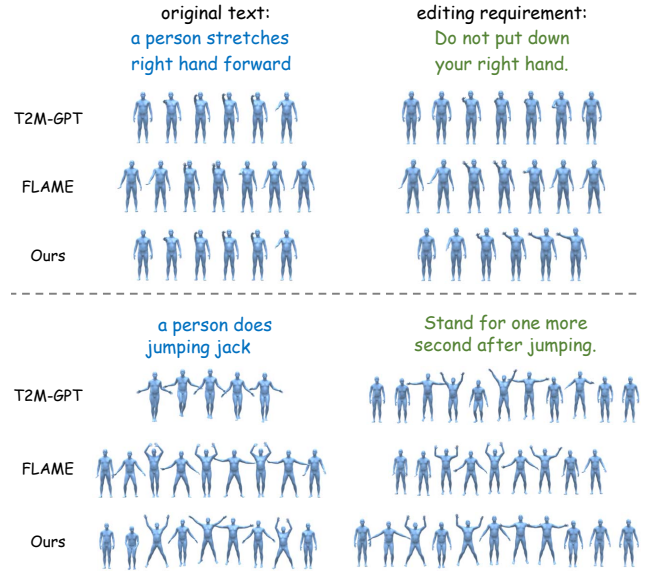 original text:
editing requirement:
a person stretches
right hand forward
Do not put down
your right hand.
T2M-GPT
FLAME
Ours
a person does
jumping jack
Stand for one more
second after jumping.
T2M-GPT
FLAME
Ours